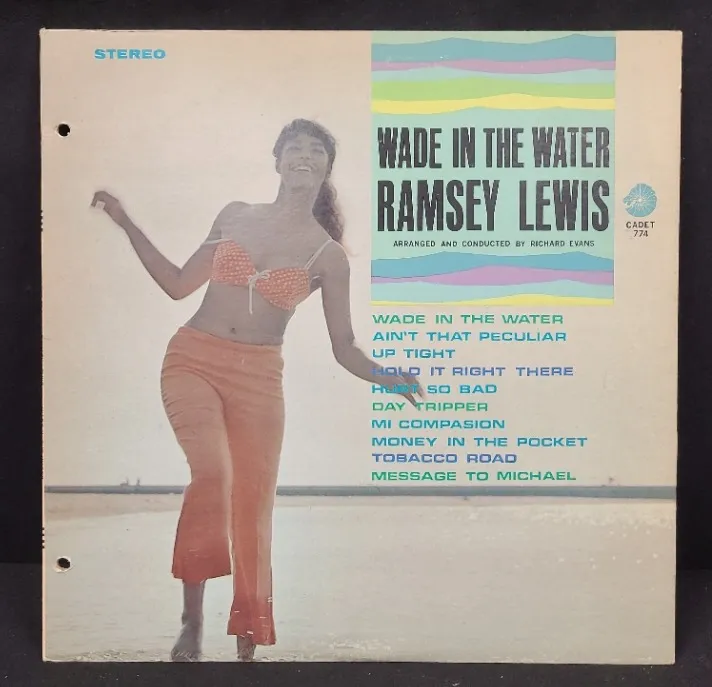 STEREO
WADE IN THE WATER
RAMSEY LEWIS
ARRANGED AND CONDUCTED BY RICHARD EVANS
CADET
774
WADE IN THE WATER
AIN'T THAT PECULIAR
UP TIGHT
HOLD IT RIGHT THERE
HURT SO BAD
DAY TRIPPER
MI COMPASION
MONEY IN THE POCKET
TOBACCO ROAD
MESSAGE TO MICHAEL